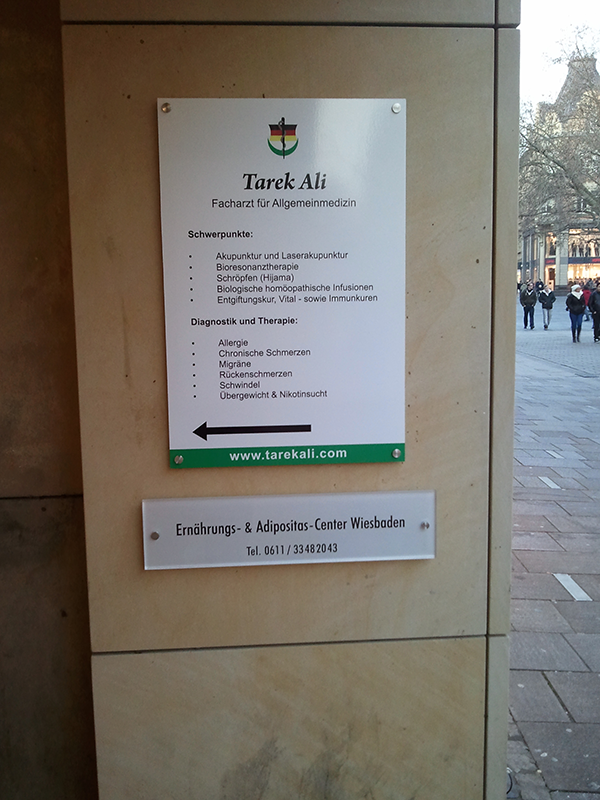 Tarek Ali
Facharzt für Allgemeinmedizin
Schwerpunkte:
• Akupunktur und Laserakupunktur
• Bioresonanztherapie
• Schröpfen (Hijama)
• Biologische homöopathische Infusionen
• Entgiftungskur, Vital - sowie Immunkuren
Diagnostik und Therapie:
• Allergie
• Chronische Schmerzen
• Migräne
• Rückenschmerzen
• Schwindel
• Übergewicht & Nikotinsucht
www.tarekali.com
Ernährungs- & Adipositas-Center Wiesbaden
Tel. 0611/33482043